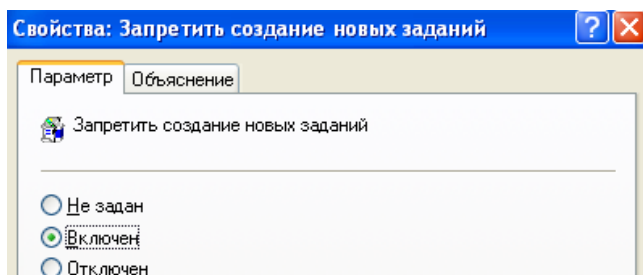 Свойства: Запретить создание новых заданий
Параметр Объяснение
Запретить создание новых заданий
Не задан
Включен
Отключен